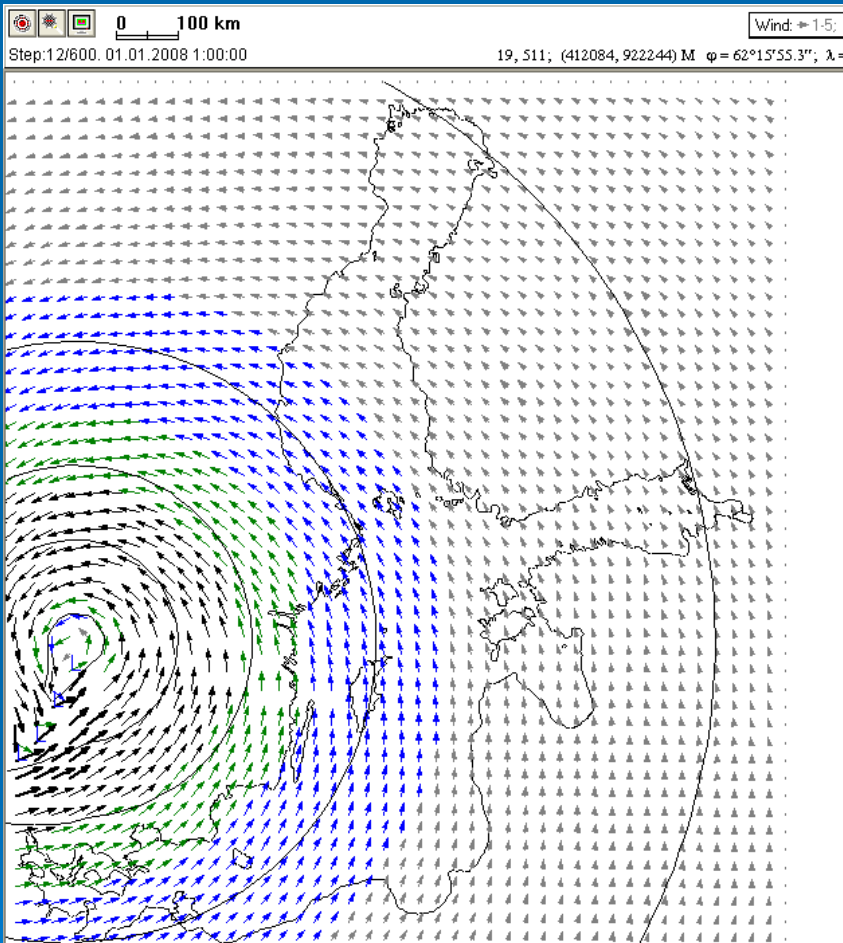 0 100 km
Wind: 1-5;
Step:12/600. 01.01.2008 1:00:00
19, 511; (412084, 922244) M φ = 62°15'55.3"; λ =
L
L
L
L